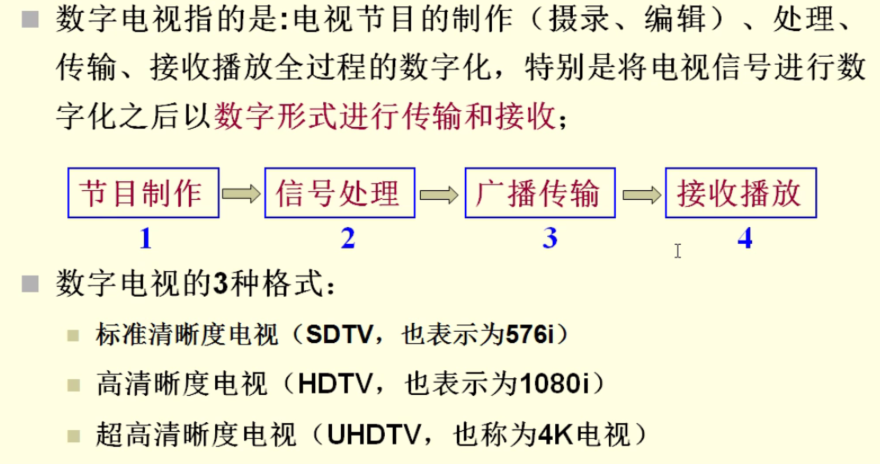 数字电视指的是:电视节目的制作（摄录、编辑）、处理、
传输、接收播放全过程的数字化，特别是将电视信号进行数
字化之后以数字形式进行传输和接收；
节目制作 信号处理 广播传输 接收播放
1 2 3 4
数字电视的3种格式：
标准清晰度电视（SDTV，也表示为576i）
高清晰度电视（HDTV，也表示为1080i）
超高清晰度电视（UHDTV，也称为4K电视）